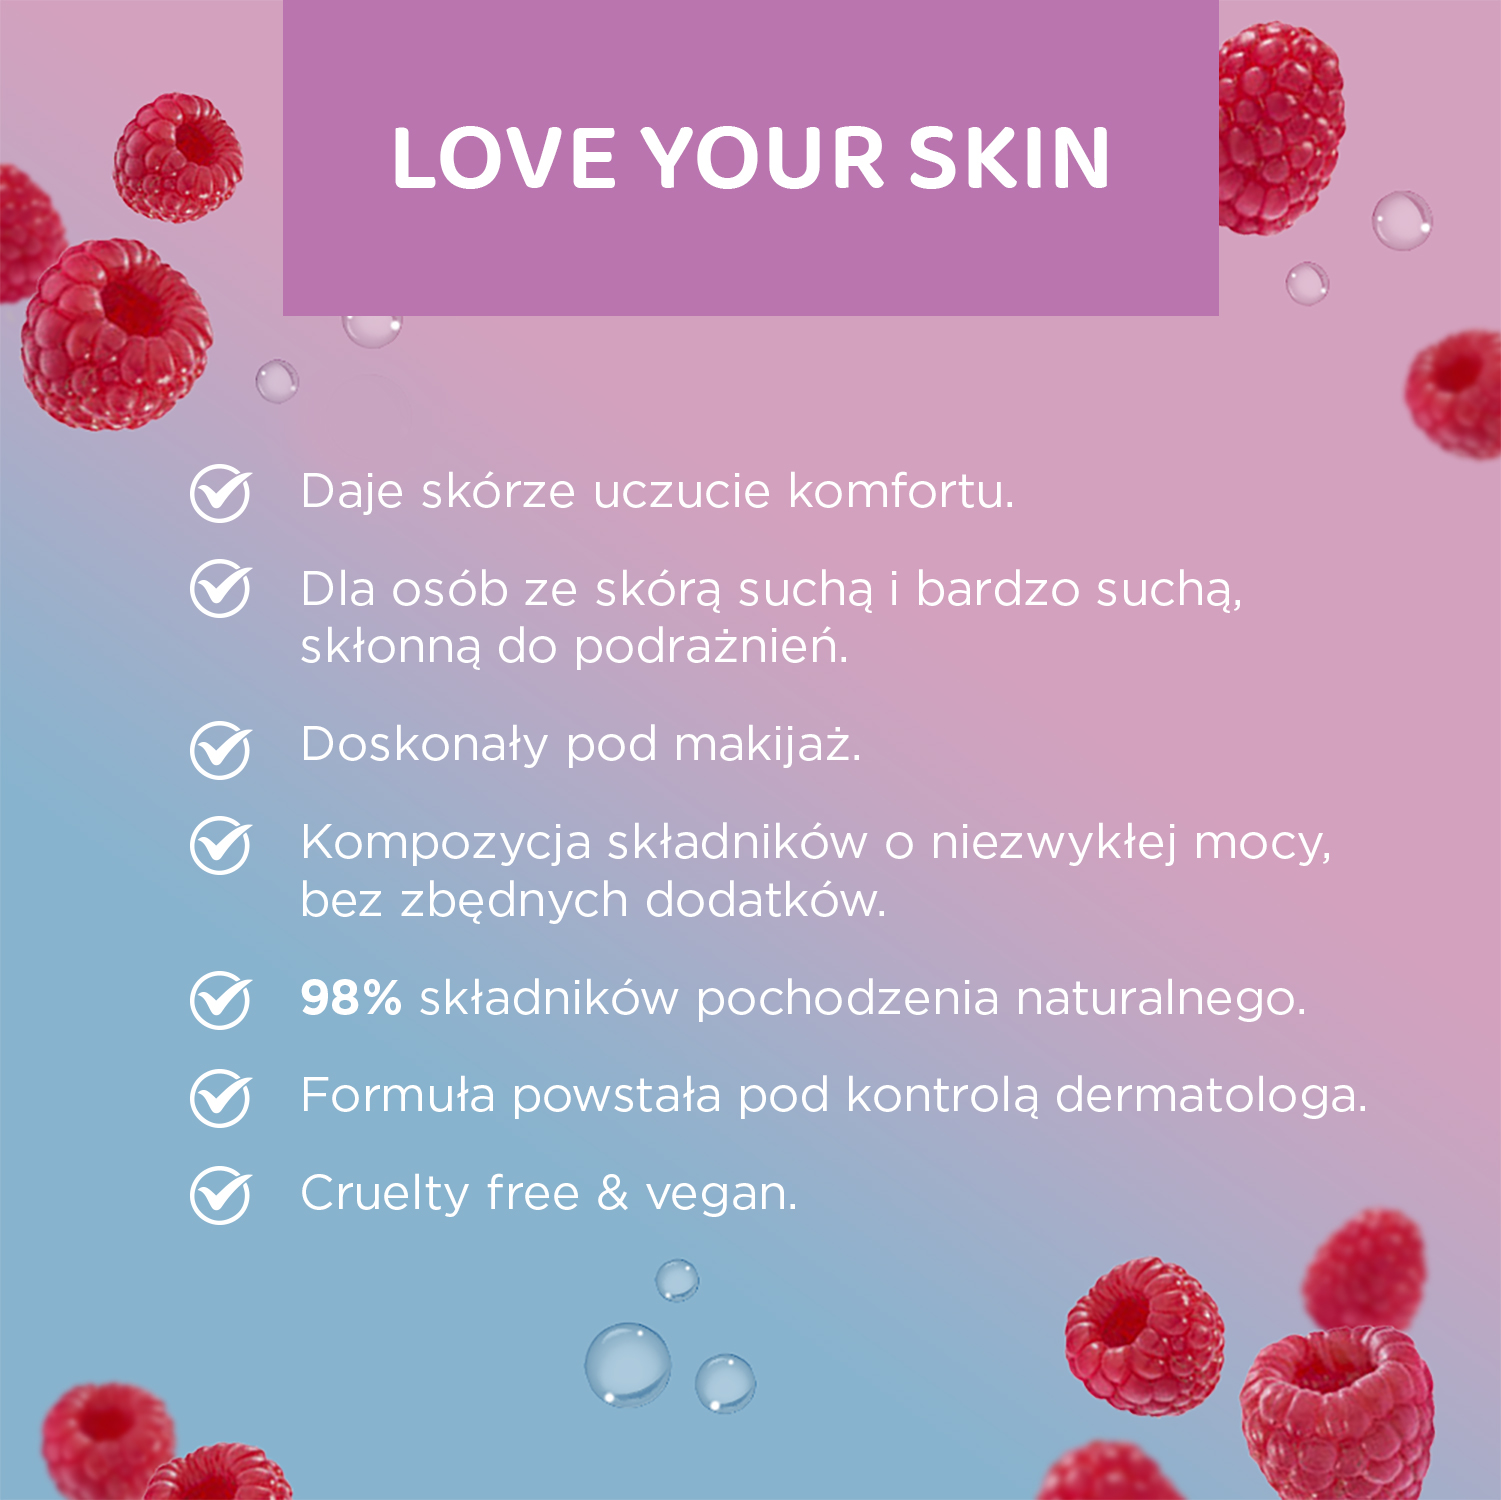 LOVE YOUR SKIN
Daje skórze uczucie komfortu.
Dla osób ze skórą suchą i bardzo suchą,
skłonną do podrażnień.
Doskonały pod makijaż.
Kompozycja składników o niezwykłej mocy,
bez zbędnych dodatków.
98% składników pochodzenia naturalnego.
Formuła powstała pod kontrolą dermatologa.
Cruelty free & vegan.